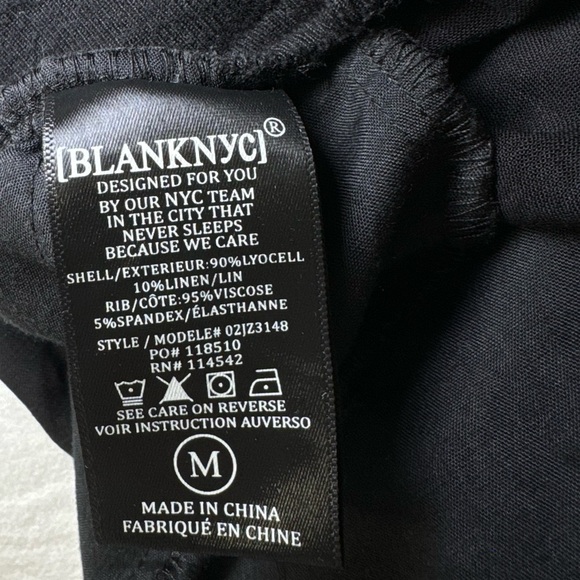 [BLANKNYC]®
DESIGNED FOR YOU
BY OUR NYC TEAM
IN THE CITY THAT
NEVER SLEEPS
BECAUSE WE CARE
SHELL/EXTERIEUR:90%LYOCELL
10%LINEN/LIN
RIB/CÔTE:95%VISCOSE
5%SPANDEX/ÉLASTHANNE
STYLE / MODELE# 02JZ3148
PO# 118510
RN# 114542
SEE CARE ON REVERSE
VOIR INSTRUCTION AUVERSO
M
MADE IN CHINA
FABRIQUÉ EN CHINE